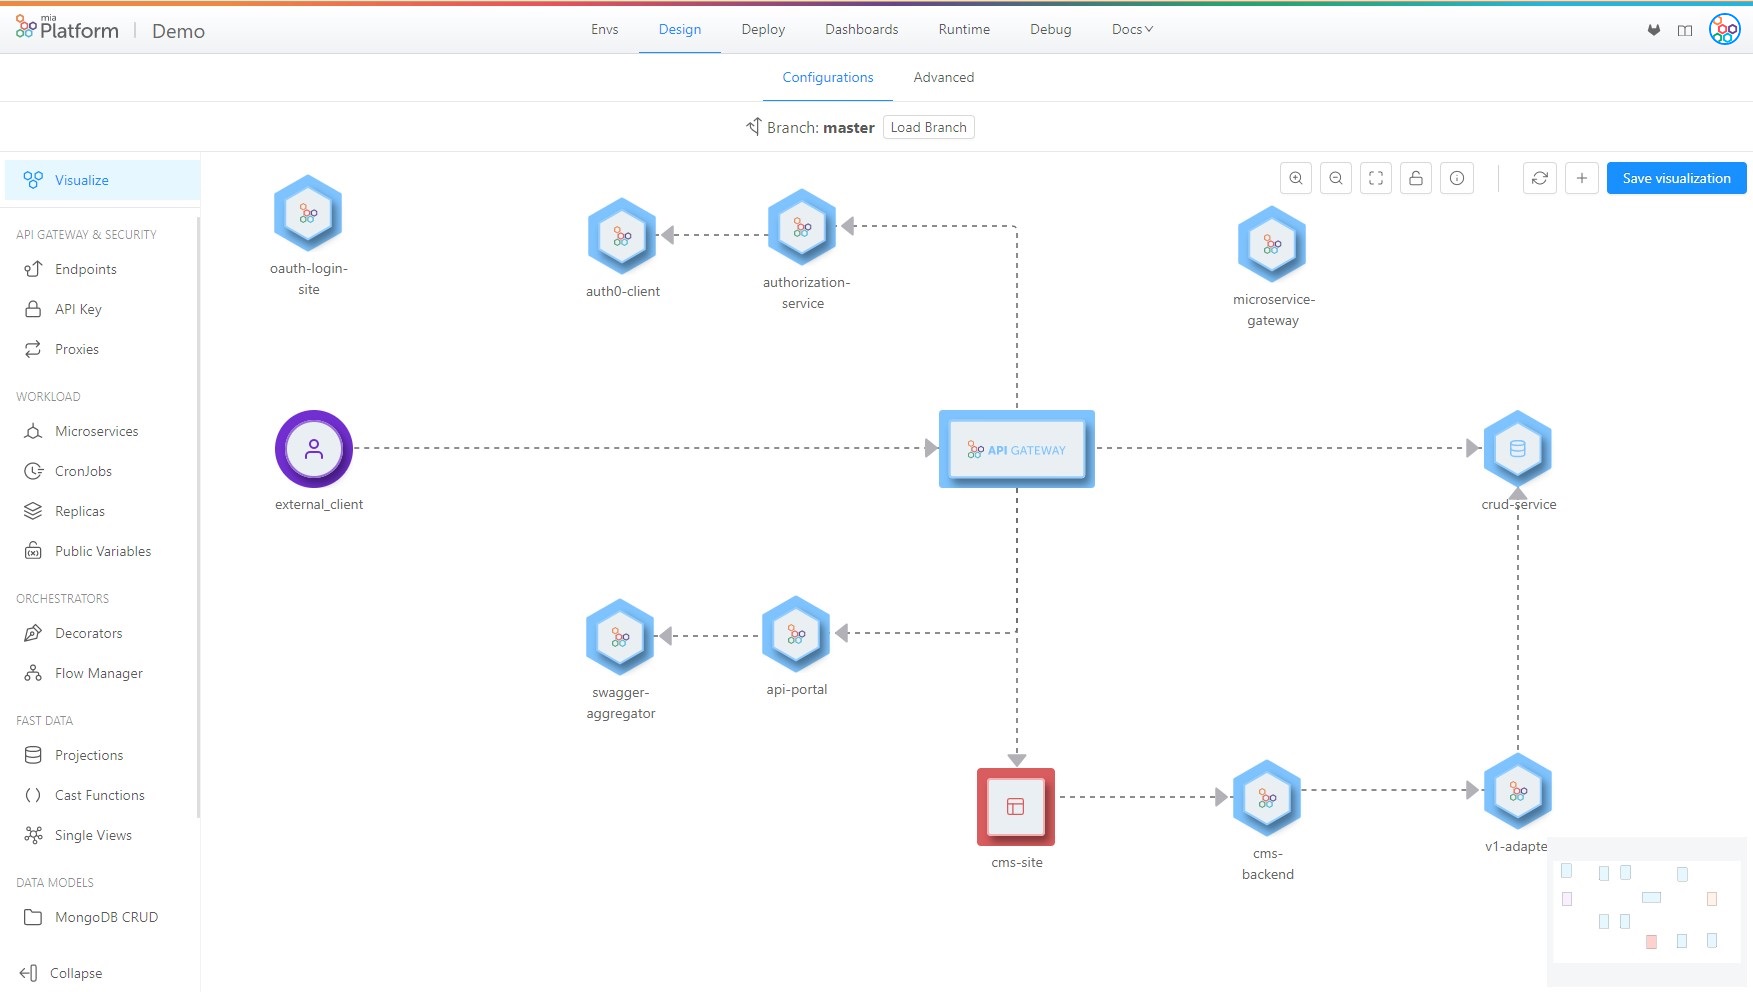 mia
Platform
Demo
Envs
Design
Deploy
Dashboards
Runtime
Debug
Docs
Configurations
Advanced
Branch: master
Load Branch
Visualize
API GATEWAY & SECURITY
Endpoints
API Key
Proxies
WORKLOAD
Microservices
CronJobs
Replicas
Public Variables
ORCHESTRATORS
Decorators
Flow Manager
FAST DATA
Projections
Cast Functions
Single Views
DATA MODELS
MongoDB CRUD
Collapse
Save visualization
oauth-login-
site
auth0-client
authorization-
service
microservice-
gateway
external_client
API GATEWAY
crud-service
swagger-
aggregator
api-portal
cms-site
cms-
backend
v1-adapte